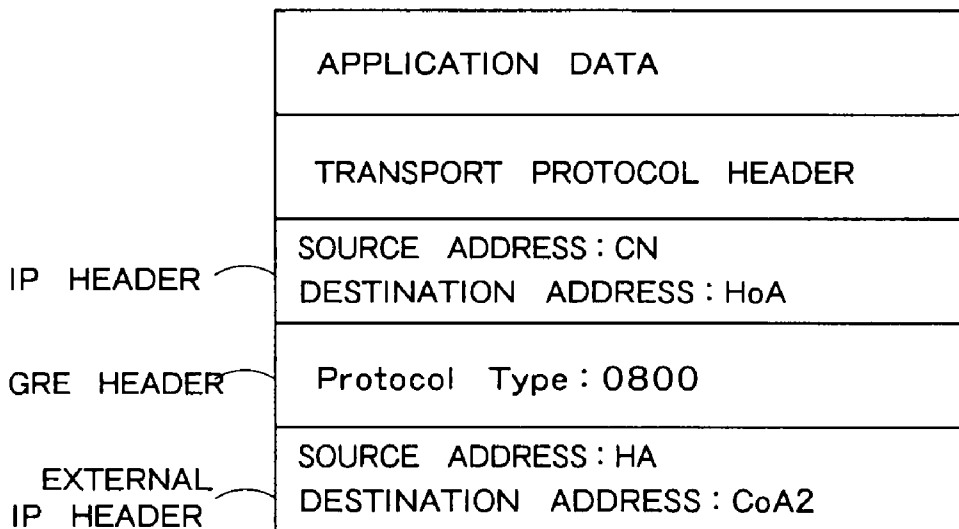 APPLICATION DATA
TRANSPORT PROTOCOL HEADER
IP HEADER
SOURCE ADDRESS : CN
DESTINATION ADDRESS : HoA
GRE HEADER
Protocol Type : 0800
EXTERNAL
IP HEADER
SOURCE ADDRESS : HA
DESTINATION ADDRESS : CoA2